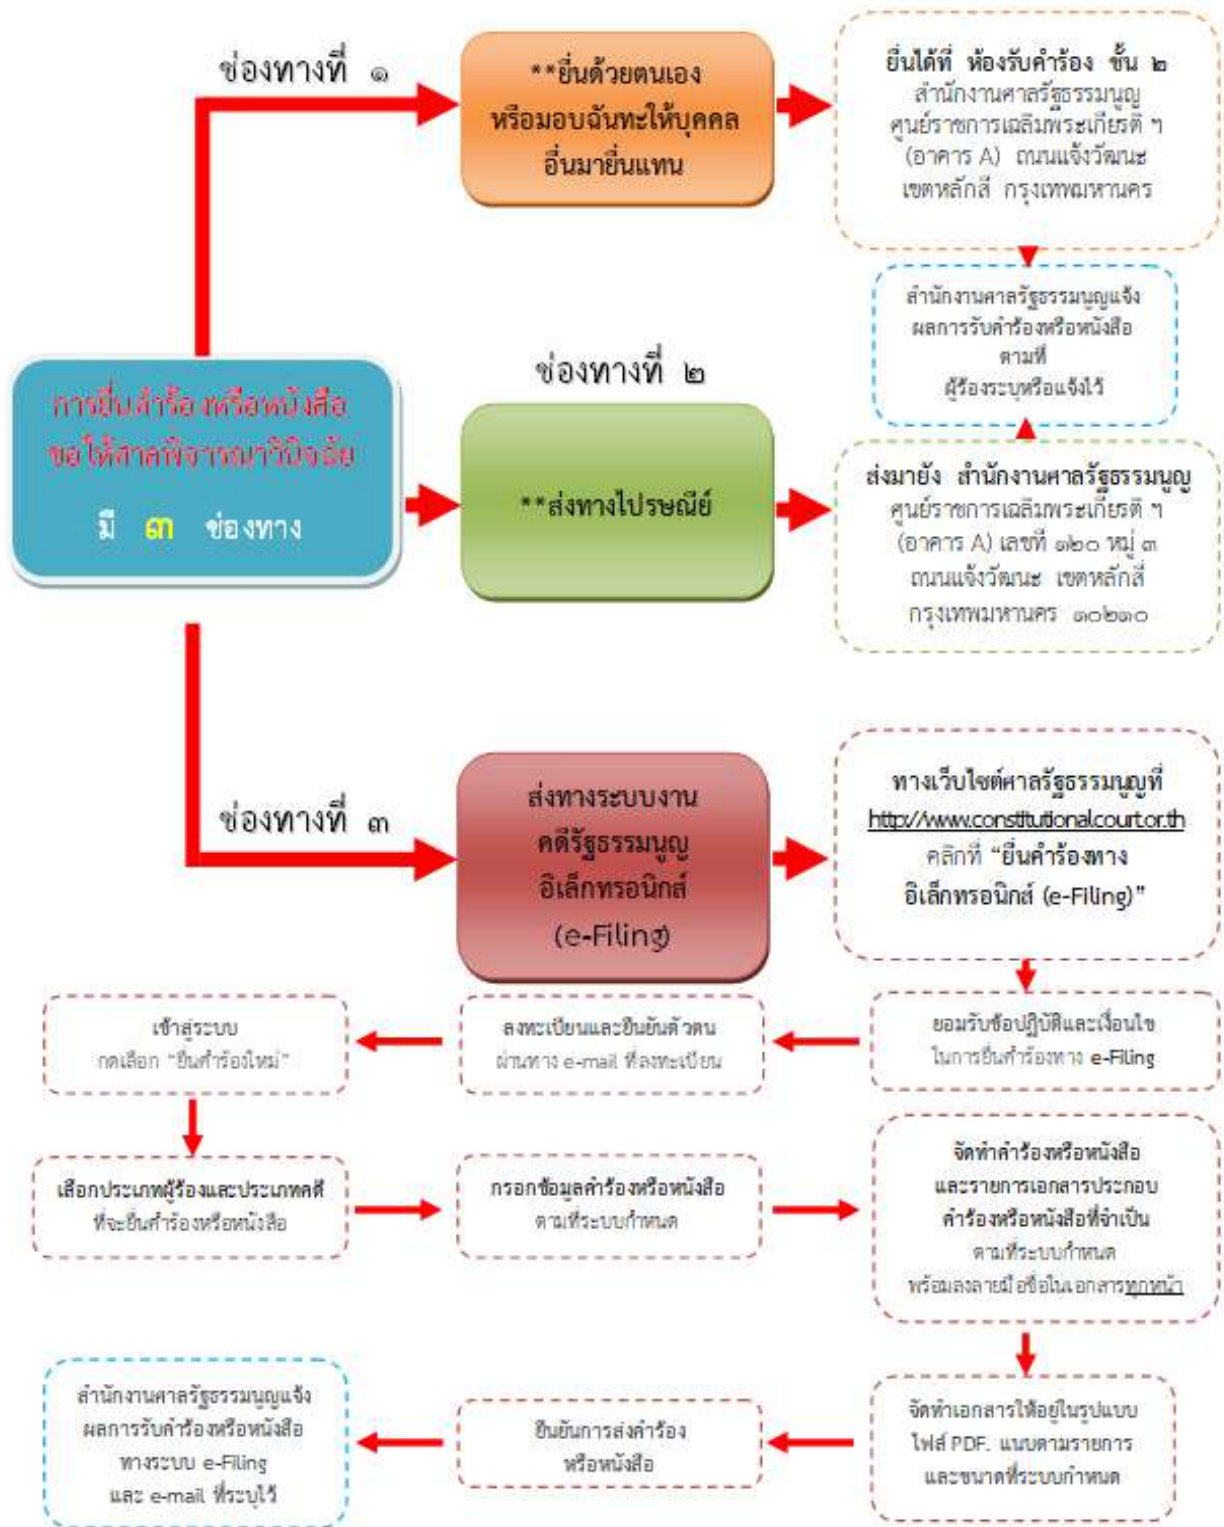 ช่องทางที่ ๑
**ยื่นด้วยตนเอง
หรือมอบฉันทะให้บุคคล
อื่นมายื่นแทน
ยื่นได้ที่ ห้องรับคำร้อง ชั้น ๒
สำนักงานศาลรัฐธรรมนูญ
ศูนย์ราชการเฉลิมพระเกียรติ ฯ
(อาคาร A) ถนนแจ้งวัฒนะ
เขตหลักสี่ กรุงเทพมหานคร
สำนักงานศาลรัฐธรรมนูญแจ้ง
ผลการรับคำร้องหรือหนังสือ
ตามที่
ผู้ร้องระบุหรือแจ้งไว้
การยื่นคำร้องหรือหนังสือ
ขอให้ศาลพิจารณาวินิจฉัย
มี ๓ ช่องทาง
ช่องทางที่ ๒
**ส่งทางไปรษณีย์
ส่งมายัง สำนักงานศาลรัฐธรรมนูญ
ศูนย์ราชการเฉลิมพระเกียรติ ฯ
(อาคาร A) เลขที่ ๑๒๐ หมู่ ๓
ถนนแจ้งวัฒนะ เขตหลักสี่
กรุงเทพมหานคร ๑๐๒๑๐
ช่องทางที่ ๓
ส่งทางระบบงาน
คดีรัฐธรรมนูญ
อิเล็กทรอนิกส์
(e-Filing)
ทางเว็บไซต์ศาลรัฐธรรมนูญที่
http://www.constitutionalcourt.or.th
คลิกที่ “ยื่นคำร้องทาง
อิเล็กทรอนิกส์ (e-Filing)”
ยอมรับข้อปฏิบัติและเงื่อนไข
ในการยื่นคำร้องทาง e-Filing
ลงทะเบียนและยืนยันตัวตน
ผ่านทาง e-mail ที่ลงทะเบียน
เข้าสู่ระบบ
กดเลือก “ยื่นคำร้องใหม่”
เลือกประเภทผู้ร้องและประเภทคดี
ที่จะยื่นคำร้องหรือหนังสือ
กรอกข้อมูลคำร้องหรือหนังสือ
ตามที่ระบบกำหนด
จัดทำคำร้องหรือหนังสือ
และรายการเอกสารประกอบ
คำร้องหรือหนังสือที่จำเป็น
ตามที่ระบบกำหนด
พร้อมลงลายมือชื่อในเอกสารทุกหน้า
จัดทำเอกสารให้อยู่ในรูปแบบ
ไฟล์ PDF. แนบตามรายการ
และขนาดที่ระบบกำหนด
ยืนยันการส่งคำร้อง
หรือหนังสือ
สำนักงานศาลรัฐธรรมนูญแจ้ง
ผลการรับคำร้องหรือหนังสือ
ทางระบบ e-Filing
และ e-mail ที่ระบุไว้